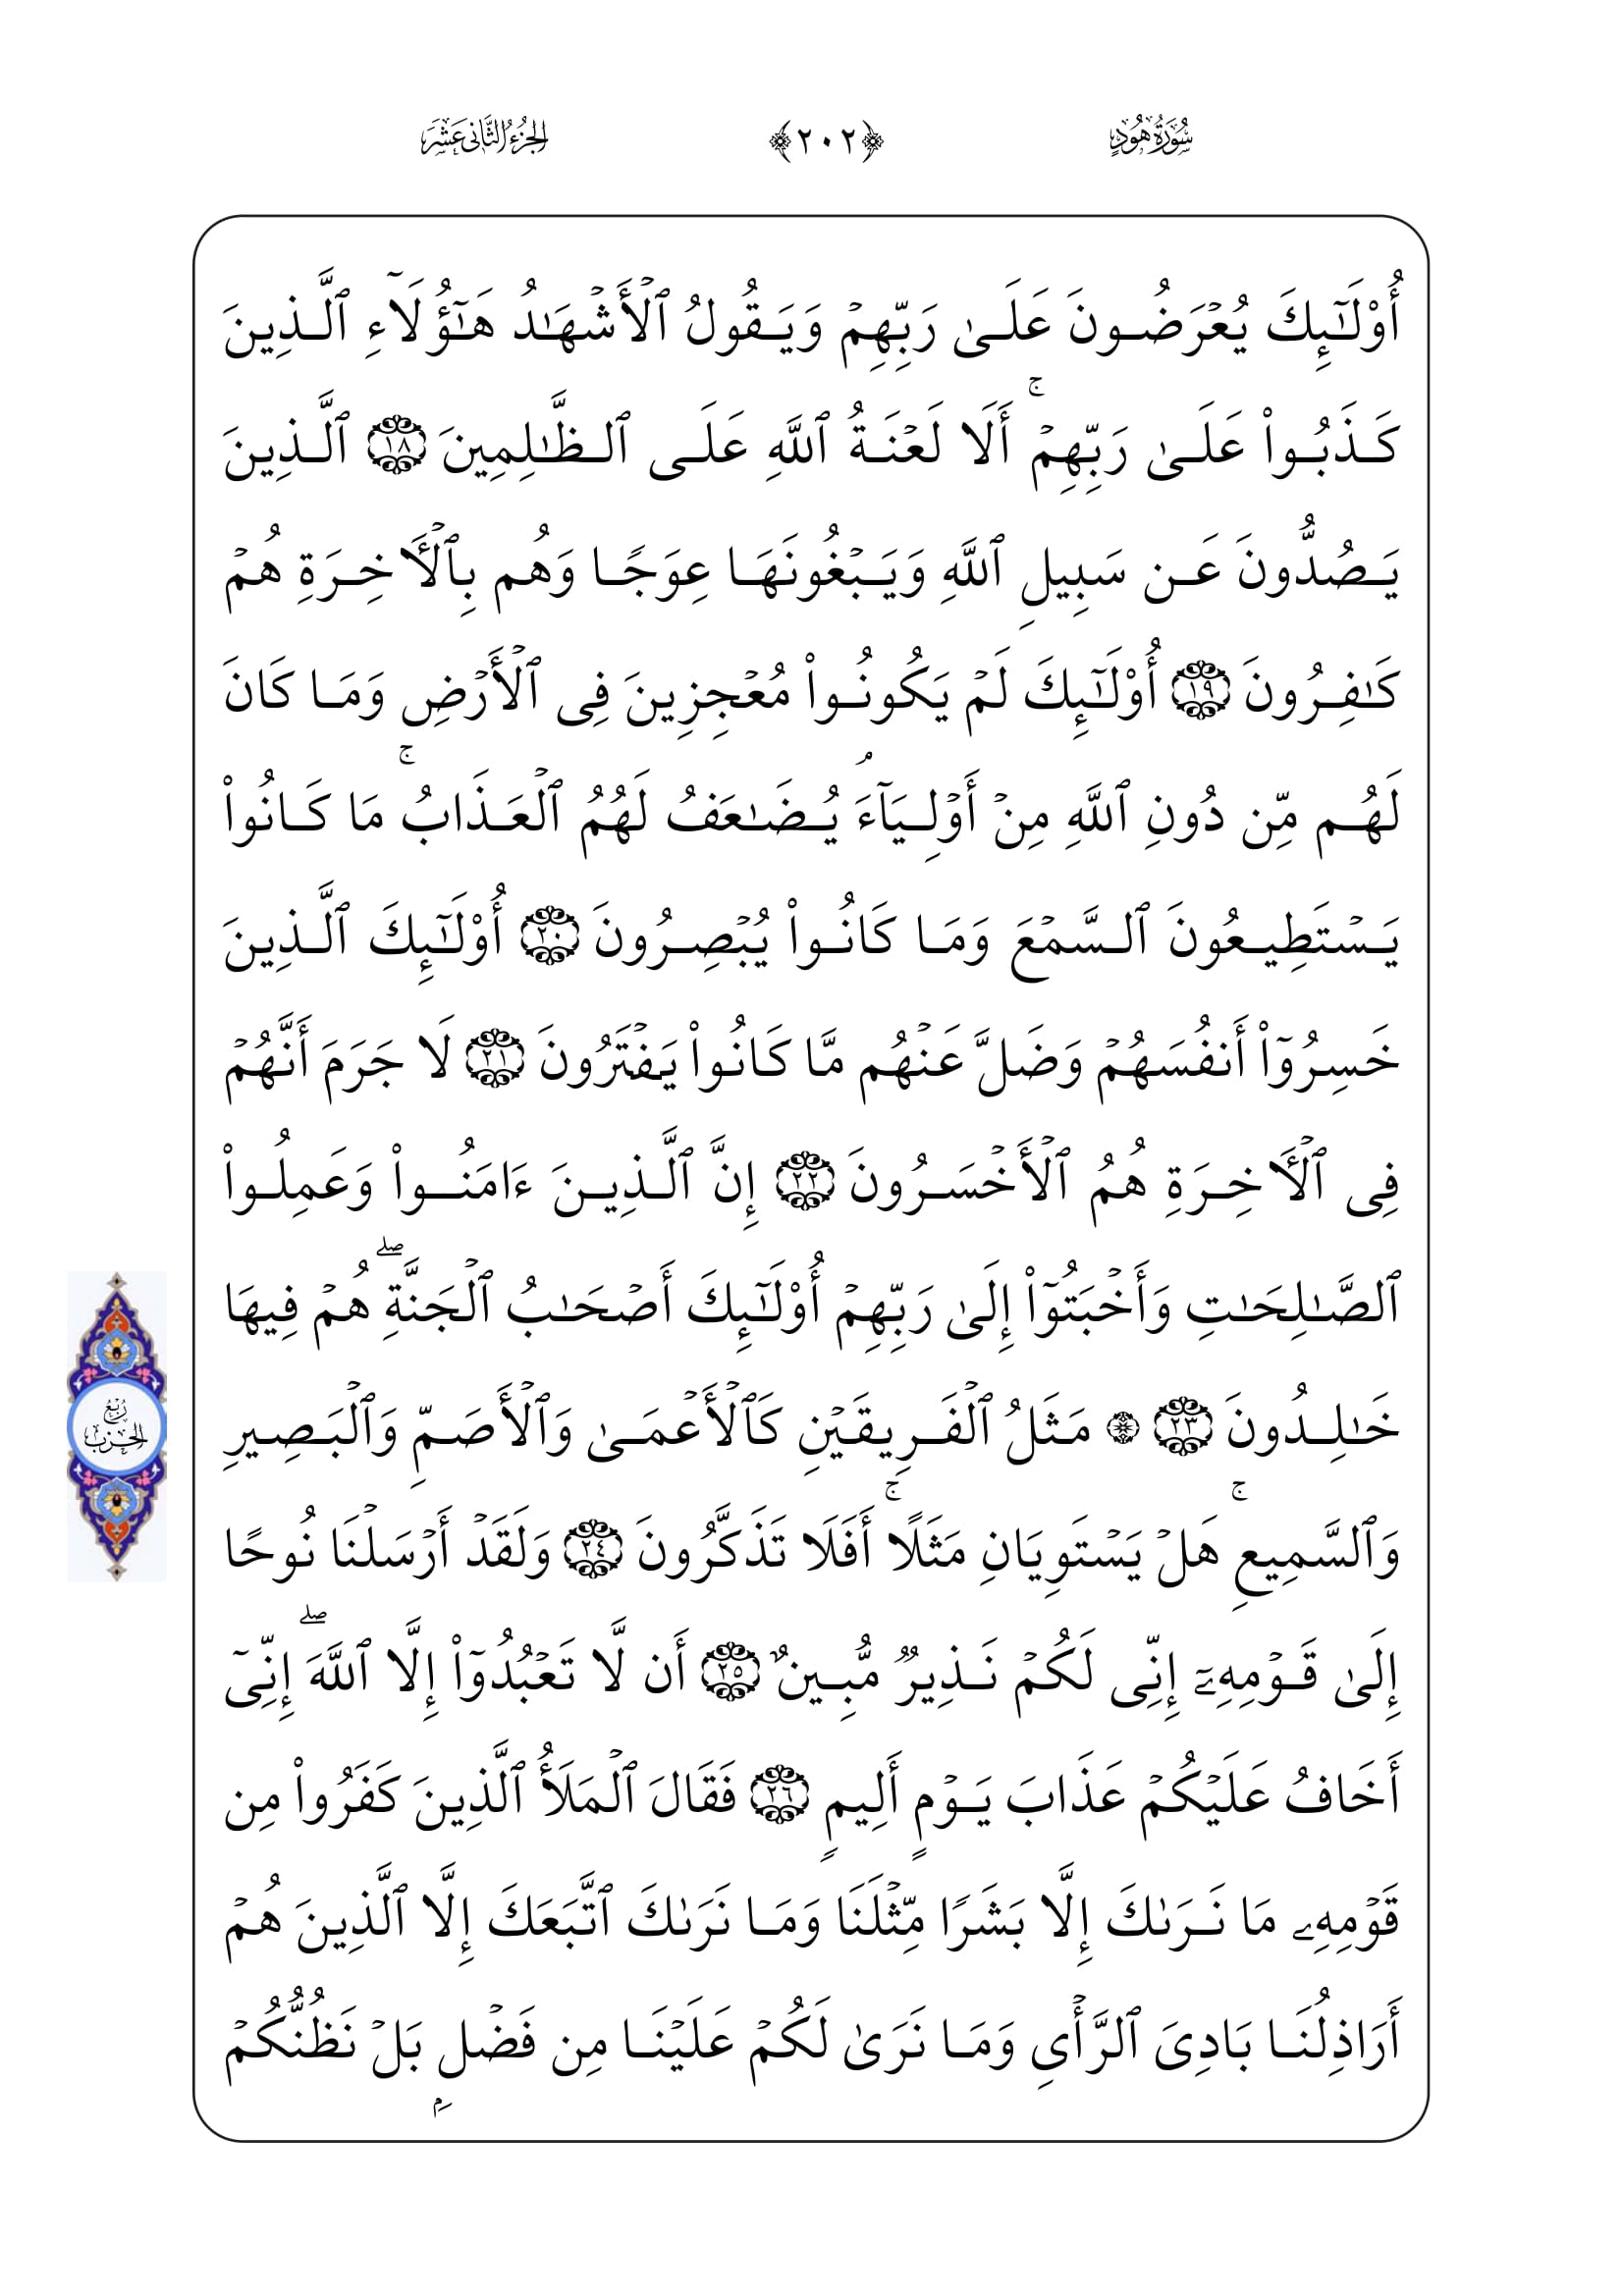 سُورَةُ هُودٍ ﴿٢٠٢﴾ الجُزْءُ الثَّانِي عَشَرَ
أُوْلَـٰٓئِكَ يُعۡرَضُونَ عَلَىٰ رَبِّهِمۡ وَيَقُولُ ٱلۡأَشۡهَـٰدُ هَـٰٓؤُلَآءِ ٱلَّذِينَ
كَذَبُواْ عَلَىٰ رَبِّهِمۡۚ أَلَا لَعۡنَةُ ٱللَّهِ عَلَى ٱلظَّـٰلِمِينَ ١٨ ٱلَّذِينَ
يَصُدُّونَ عَن سَبِيلِ ٱللَّهِ وَيَبۡغُونَهَا عِوَجًا وَهُم بِٱلۡأَخِرَةِ هُمۡ
كَـٰفِرُونَ ١٩ أُوْلَـٰٓئِكَ لَمۡ يَكُونُواْ مُعۡجِزِينَ فِى ٱلۡأَرۡضِ وَمَا كَانَ
لَهُم مِّن دُونِ ٱللَّهِ مِنۡ أَوۡلِيَآءَۘ يُضَـٰعَفُ لَهُمُ ٱلۡعَذَابُۚ مَا كَانُواْ
يَسۡتَطِيعُونَ ٱلسَّمۡعَ وَمَا كَانُواْ يُبۡصِرُونَ ٢٠ أُوْلَـٰٓئِكَ ٱلَّذِينَ
خَسِرُوٓاْ أَنفُسَهُمۡ وَضَلَّ عَنۡهُم مَّا كَانُواْ يَفۡتَرُونَ ٢١ لَا جَرَمَ أَنَّهُمۡ
فِى ٱلۡأَخِرَةِ هُمُ ٱلۡأَخۡسَرُونَ ٢٢ إِنَّ ٱلَّذِينَ ءَامَنُواْ وَعَمِلُواْ
ٱلصَّـٰلِحَـٰتِ وَأَخۡبَتُوٓاْ إِلَىٰ رَبِّهِمۡ أُوْلَـٰٓئِكَ أَصۡحَـٰبُ ٱلۡجَنَّةِۖ هُمۡ فِيهَا
خَـٰلِدُونَ ٢٣ ۞ مَثَلُ ٱلۡفَرِيقَيۡنِ كَٱلۡأَعۡمَىٰ وَٱلۡأَصَمِّ وَٱلۡبَصِيرِ
رُبْعُ
الحِزْبِ
وَٱلسَّمِيعِۚ هَلۡ يَسۡتَوِيَانِ مَثَلًاۚ أَفَلَا تَذَكَّرُونَ ٢٤ وَلَقَدۡ أَرۡسَلۡنَا نُوحًا
إِلَىٰ قَوۡمِهِۦٓ إِنِّى لَكُمۡ نَذِيرٌ مُّبِينٌ ٢٥ أَن لَّا تَعۡبُدُوٓاْ إِلَّا ٱللَّهَۖ إِنِّىٓ
أَخَافُ عَلَيۡكُمۡ عَذَابَ يَوۡمٍ أَلِيمٍ ٢٦ فَقَالَ ٱلۡمَلَأُ ٱلَّذِينَ كَفَرُواْ مِن
قَوۡمِهِۦ مَا نَرَىٰكَ إِلَّا بَشَرًا مِّثۡلَنَا وَمَا نَرَىٰكَ ٱتَّبَعَكَ إِلَّا ٱلَّذِينَ هُمۡ
أَرَاذِلُنَا بَادِىَ ٱلرَّأۡىِ وَمَا نَرَىٰ لَكُمۡ عَلَيۡنَا مِن فَضۡلِۭ بَلۡ نَظُنُّكُمۡ